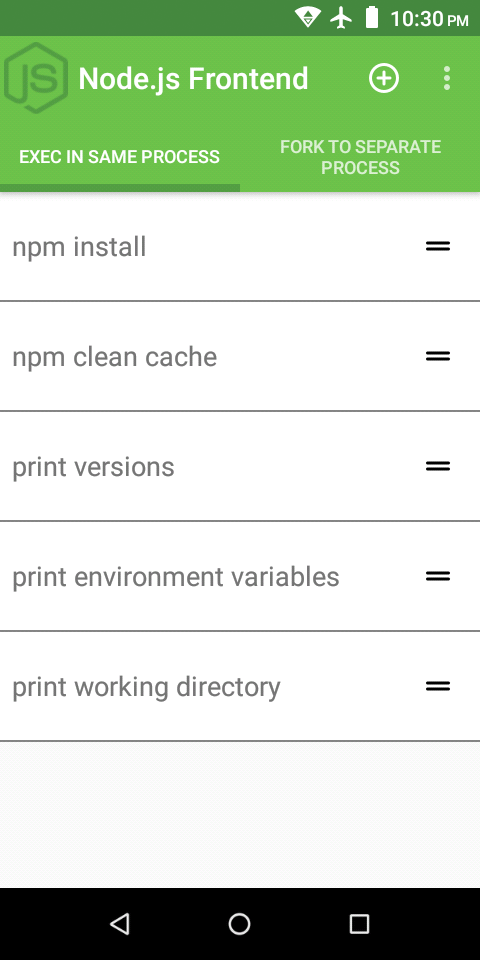 10:30 PM
JS
Node.js Frontend
EXEC IN SAME PROCESS
FORK TO SEPARATE
PROCESS
npm install
npm clean cache
print versions
print environment variables
print working directory